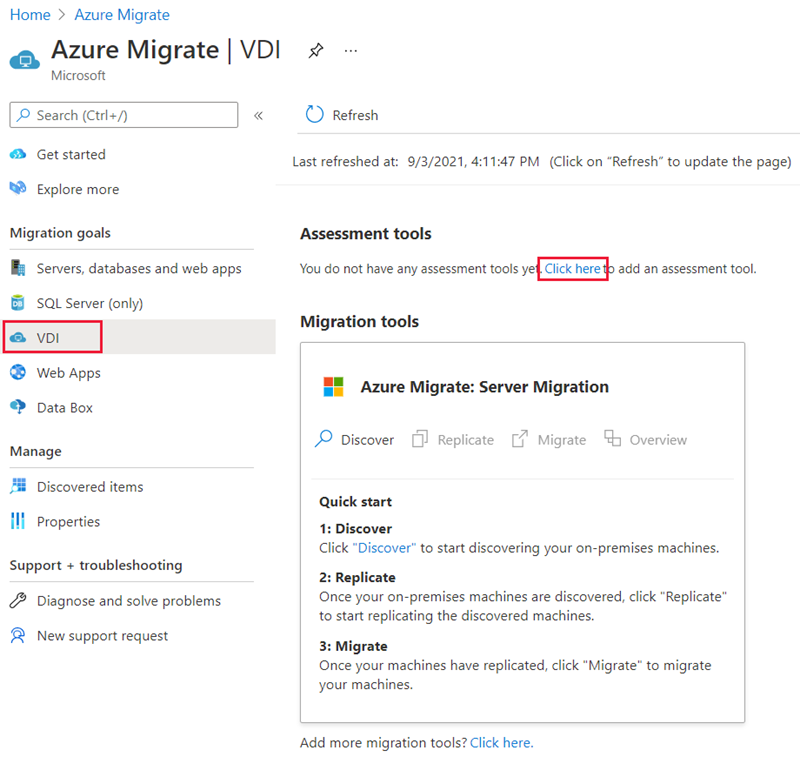 Home > Azure Migrate
Azure Migrate | VDI
Microsoft
Search (Ctrl+/)
«
Get started
Explore more
Migration goals
Servers, databases and web apps
SQL Server (only)
VDI
Web Apps
Data Box
Manage
Discovered items
Properties
Support + troubleshooting
Diagnose and solve problems
New support request
Refresh
Last refreshed at: 9/3/2021, 4:11:47 PM (Click on “Refresh” to update the page)
Assessment tools
You do not have any assessment tools yet. Click here to add an assessment tool.
Migration tools
Azure Migrate: Server Migration
Discover Replicate Migrate Overview
Quick start
1: Discover
Click "Discover" to start discovering your on-premises machines.
2: Replicate
Once your on-premises machines are discovered, click "Replicate"
to start replicating the discovered machines.
3: Migrate
Once your machines have replicated, click "Migrate" to migrate
your machines.
Add more migration tools? Click here.